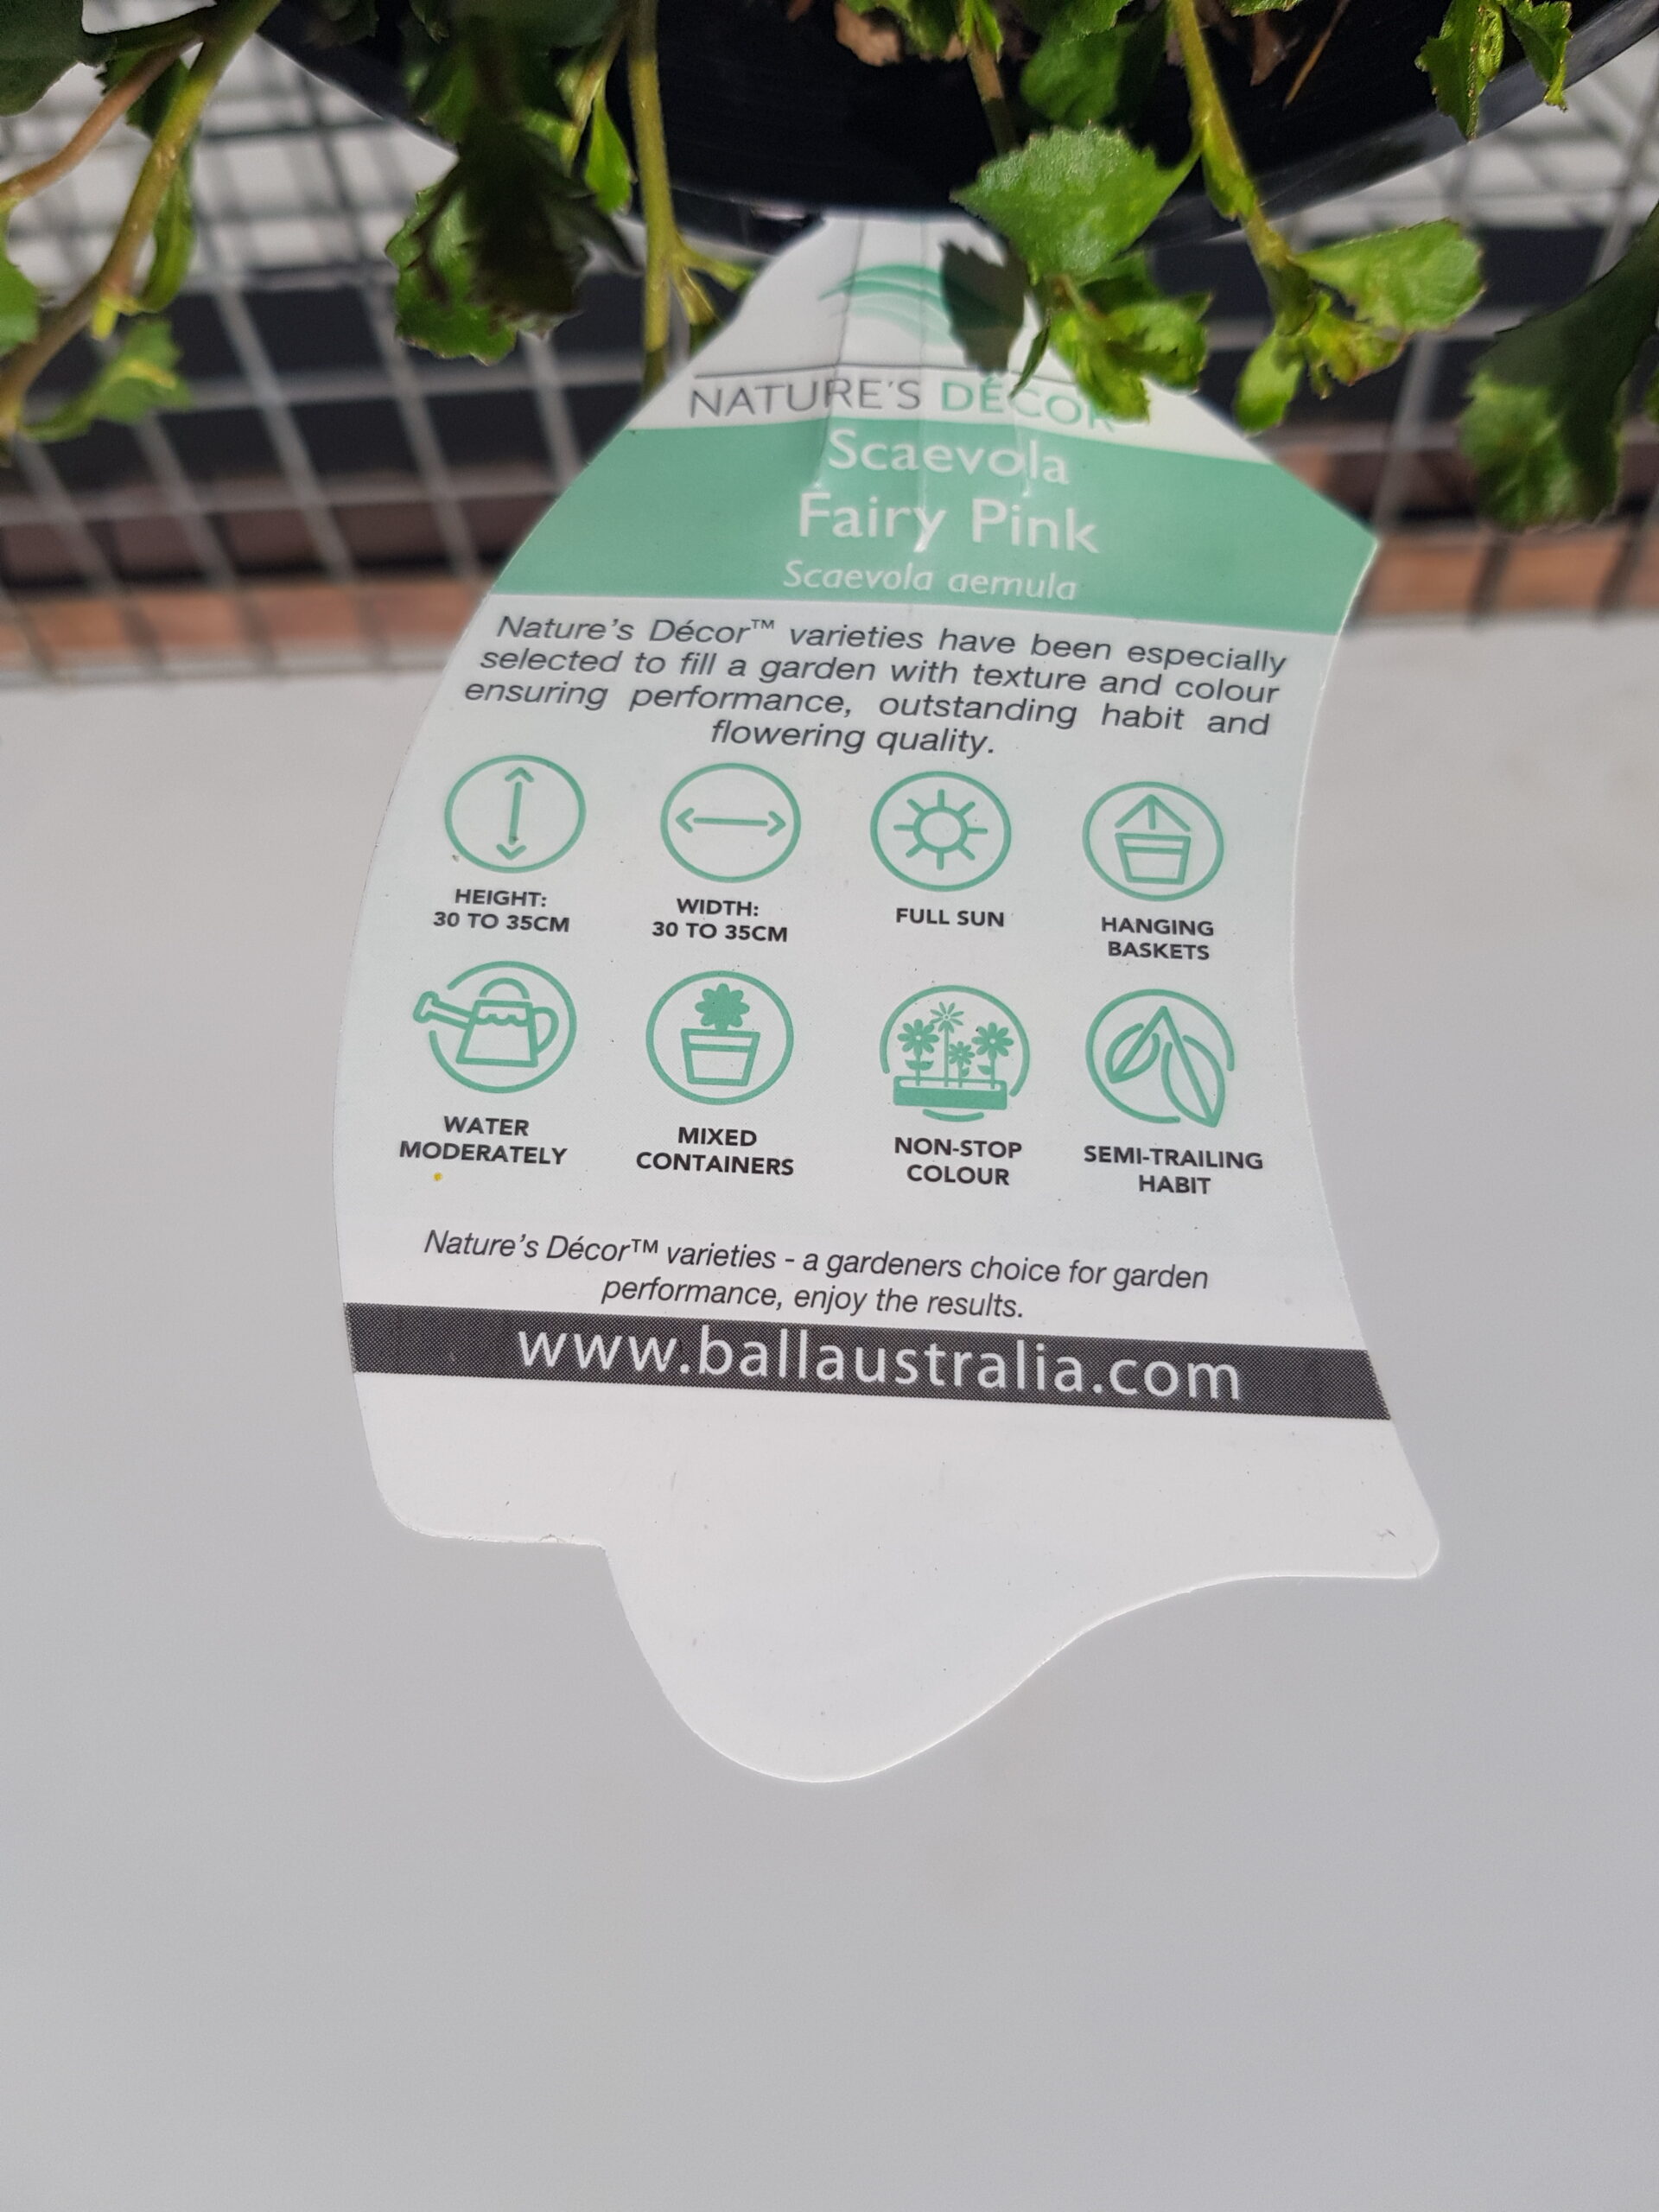 NATURE'S DÉCOR
Scaevola
Fairy Pink
Scaevola aemula
Nature's Décor™ varieties have been especially
selected to fill a garden with texture and colour
ensuring performance, outstanding habit and
flowering quality.
HEIGHT:
30 TO 35CM
WIDTH:
30 TO 35CM
FULL SUN
HANGING
BASKETS
WATER
MODERATELY
MIXED
CONTAINERS
NON-STOP
COLOUR
SEMI-TRAILING
HABIT
Nature's Décor™ varieties - a gardeners choice for garden
performance, enjoy the results.
www.ballaustralia.com